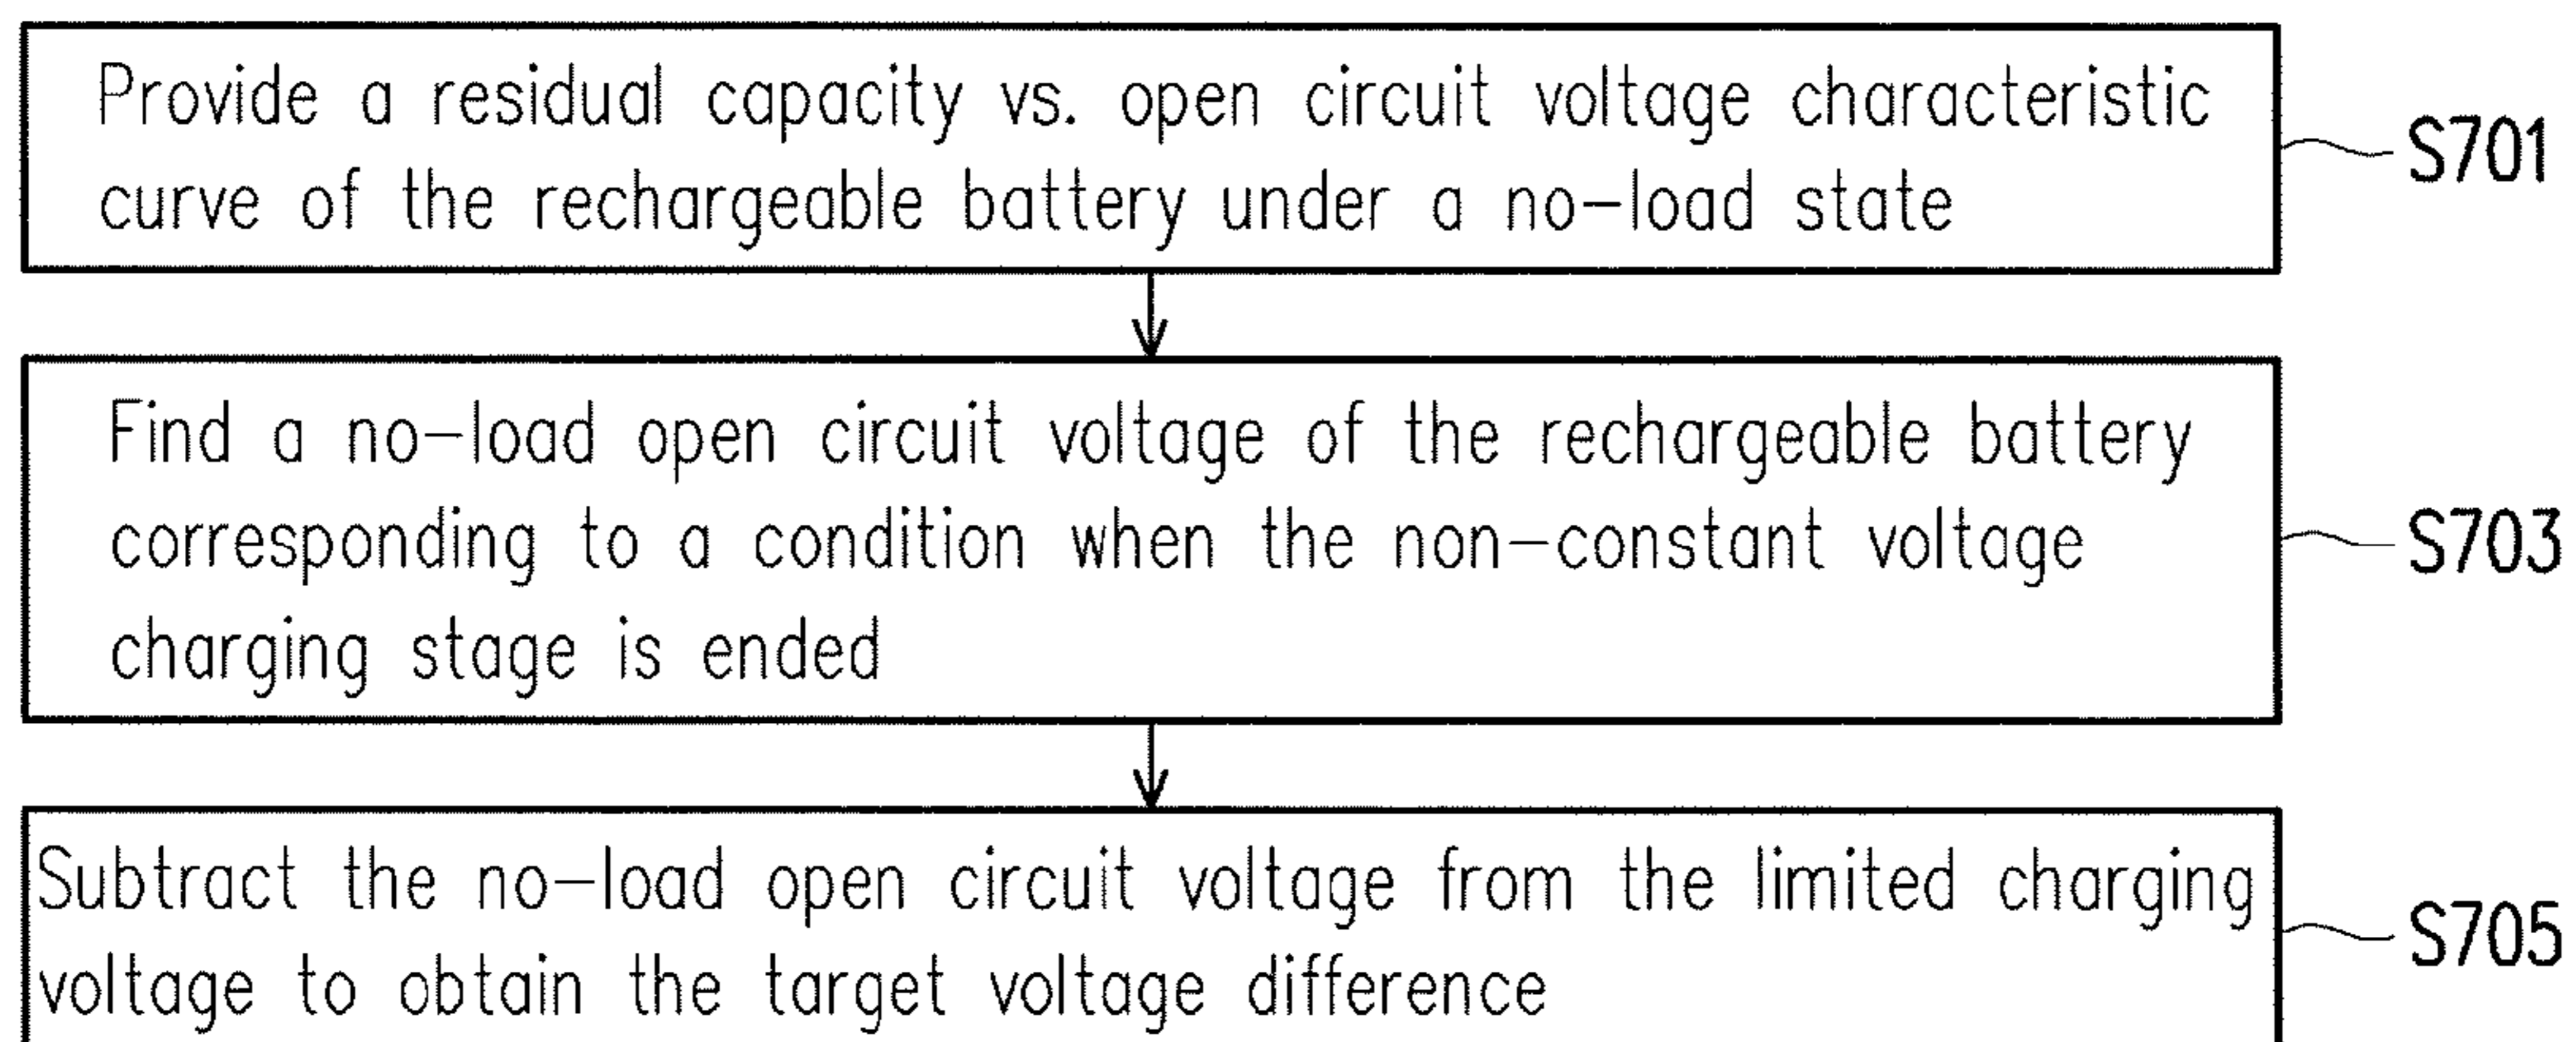 Provide a residual capacity vs. open circuit voltage characteristic
curve of the rechargeable battery under a no-load state
S701
Find a no-load open circuit voltage of the rechargeable battery
corresponding to a condition when the non-constant voltage
charging stage is ended
S703
Subtract the no-load open circuit voltage from the limited charging
voltage to obtain the target voltage difference
S705